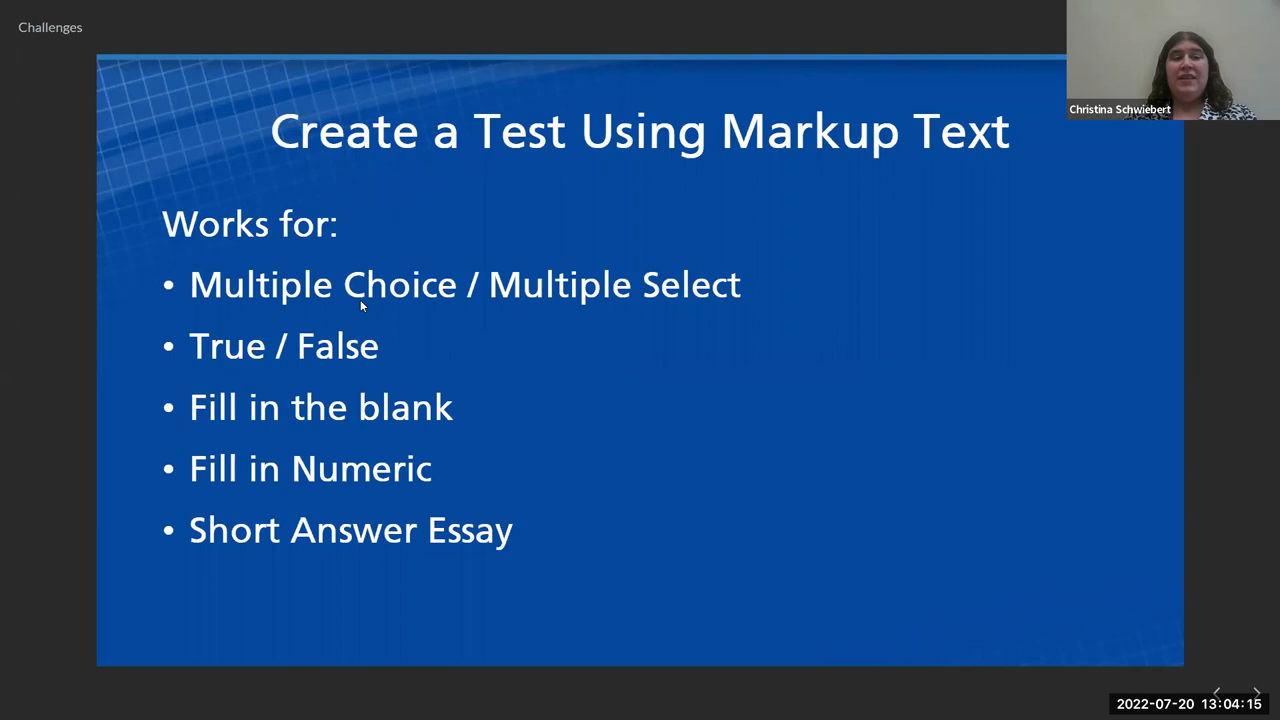 Challenges
Christina Schwiebert
Create a Test Using Markup Text
Works for:
• Multiple Choice / Multiple Select
• True / False
• Fill in the blank
• Fill in Numeric
• Short Answer Essay
2022-07-20 13:04:15